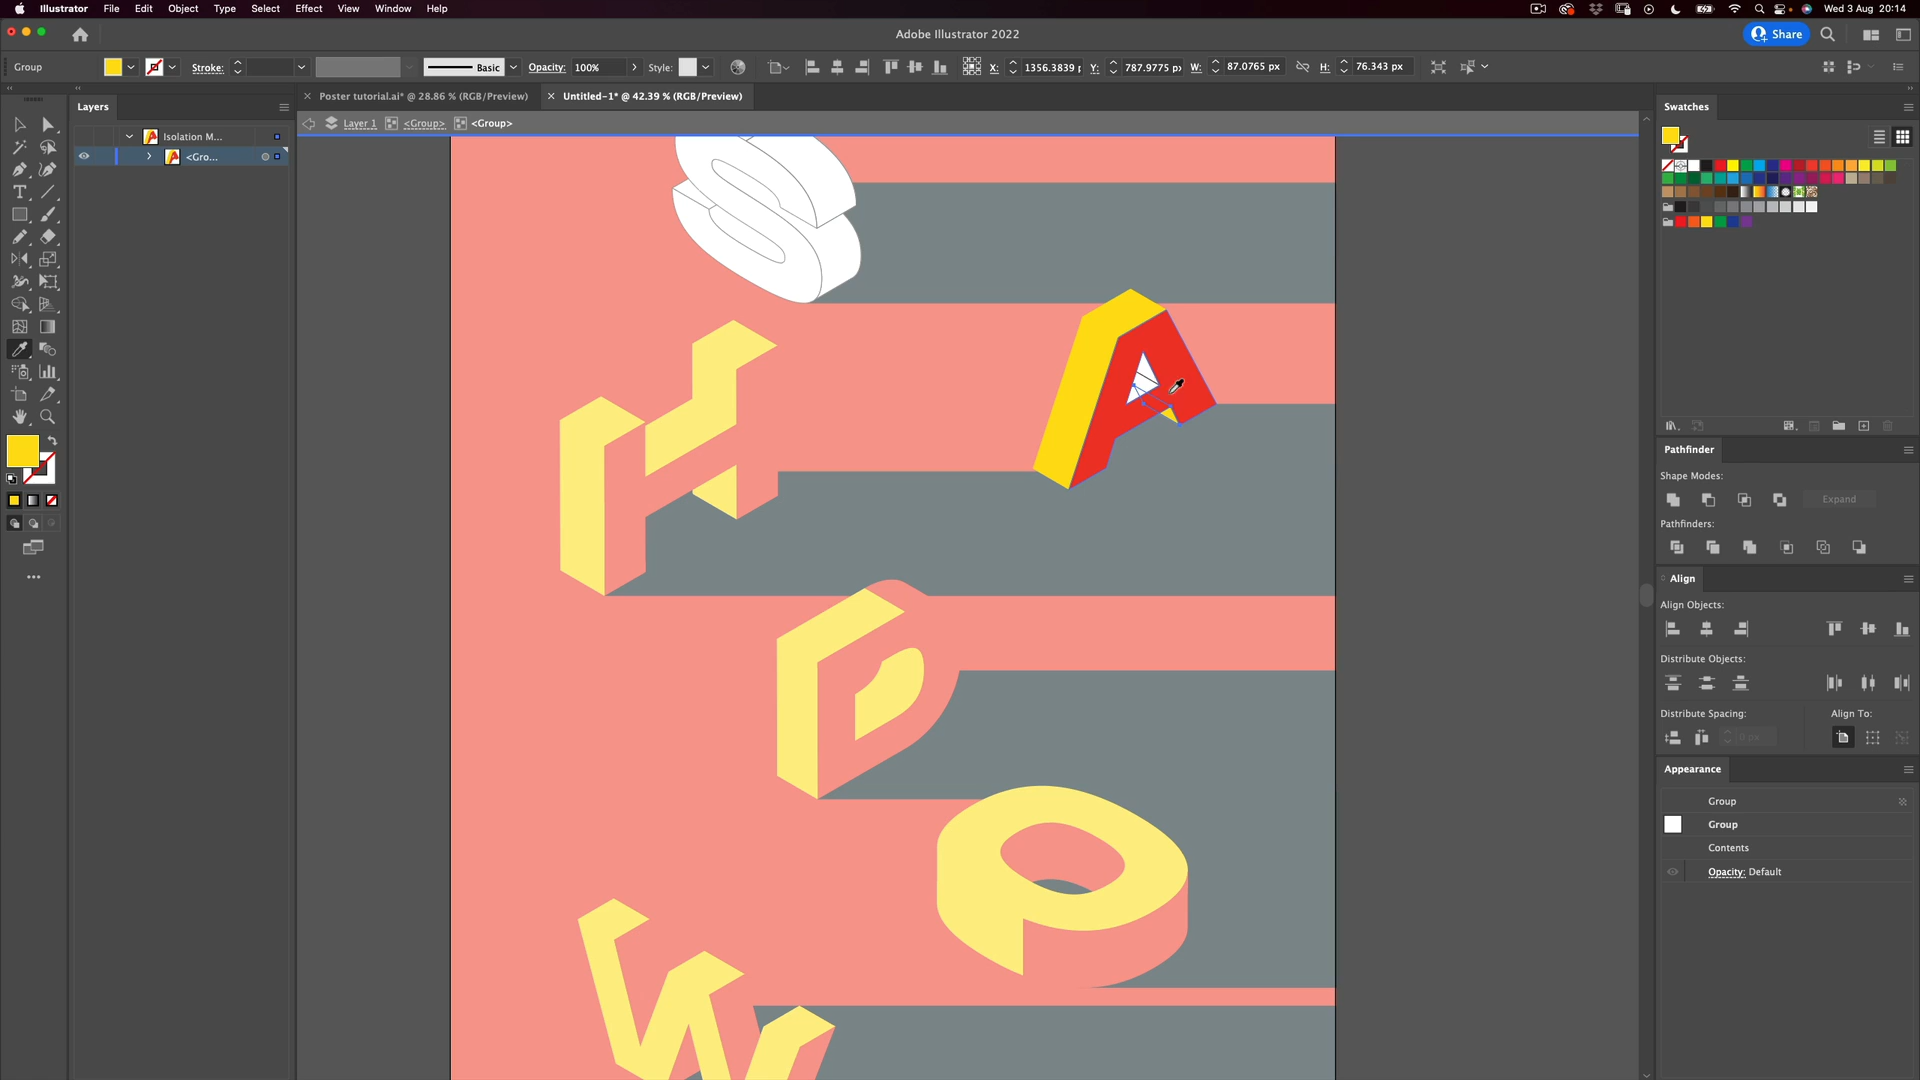 Illustrator File Edit Object Type Select Effect View Window Help Wed 3 Aug 20:14
Adobe Illustrator 2022 Share
Group Stroke: Basic Opacity: 100% Style: X: 1356.3839 p Y: 787.9775 px W: 87.0765 px H: 76.343 px
Layers Poster tutorial.ai* @ 28.86 % (RGB/Preview) Untitled-1* @ 42.39 % (RGB/Preview) Swatches
Layer 1 <Group> <Group>
Isolation M...
<Gro...
S
A
H
D
O
W
Pathfinder
Shape Modes:
Expand
Pathfinders:
Align
Align Objects:
Distribute Objects:
Distribute Spacing: Align To:
0 px
Appearance
Group
Group
Contents
Opacity: Default